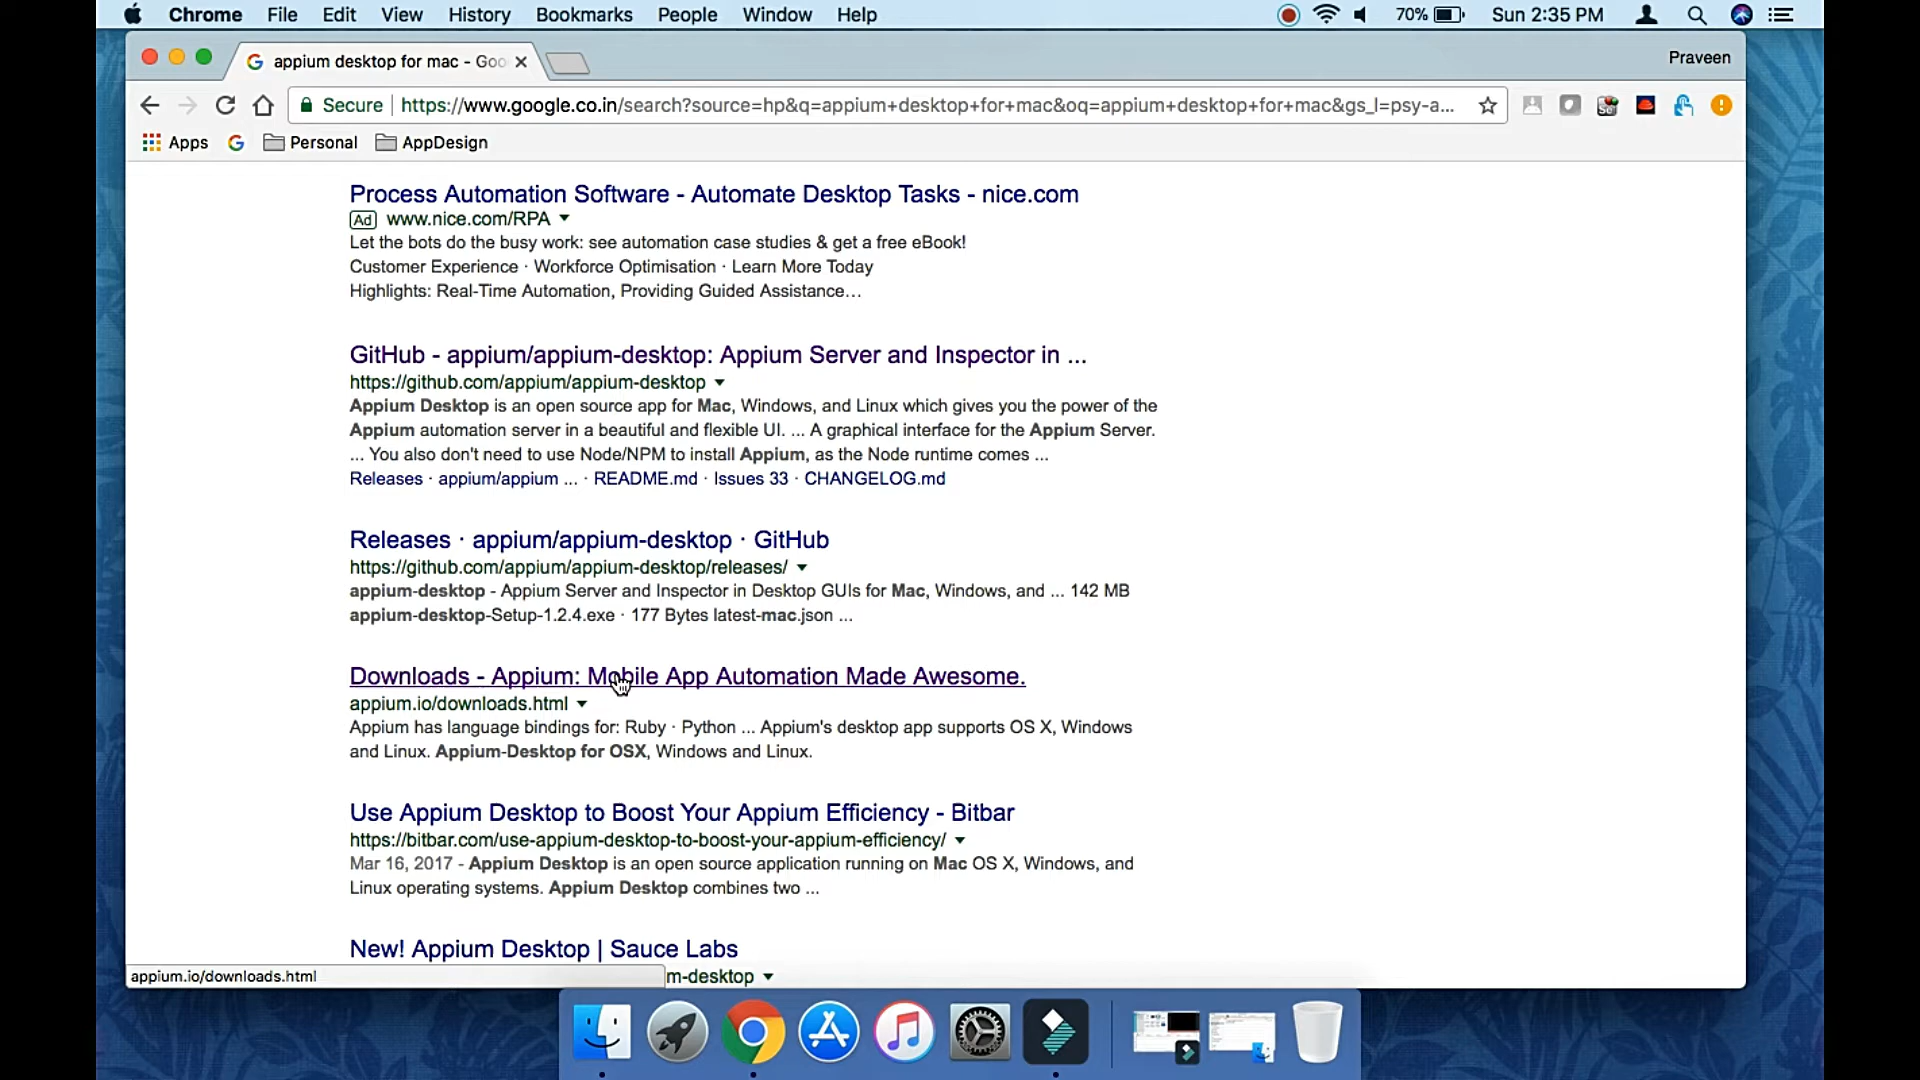 Chrome File Edit View History Bookmarks People Window Help 70% Sun 2:35 PM
appium desktop for mac - Goo Praveen
Secure https://www.google.co.in/search?source=hp&q=appium+desktop+for+mac&oq=appium+desktop+for+mac&gs_l=psy-a...
Apps Personal AppDesign
Process Automation Software - Automate Desktop Tasks - nice.com
Ad www.nice.com/RPA
Let the bots do the busy work: see automation case studies & get a free eBook!
Customer Experience · Workforce Optimisation · Learn More Today
Highlights: Real-Time Automation, Providing Guided Assistance…
GitHub - appium/appium-desktop: Appium Server and Inspector in ...
https://github.com/appium/appium-desktop
Appium Desktop is an open source app for Mac, Windows, and Linux which gives you the power of the
Appium automation server in a beautiful and flexible UI. ... A graphical interface for the Appium Server.
... You also don't need to use Node/NPM to install Appium, as the Node runtime comes ...
Releases · appium/appium ... · README.md · Issues 33 · CHANGELOG.md
Releases · appium/appium-desktop · GitHub
https://github.com/appium/appium-desktop/releases/
appium-desktop - Appium Server and Inspector in Desktop GUIs for Mac, Windows, and ... 142 MB
appium-desktop-Setup-1.2.4.exe · 177 Bytes latest-mac.json ...
Downloads - Appium: Mobile App Automation Made Awesome.
appium.io/downloads.html
Appium has language bindings for: Ruby · Python ... Appium's desktop app supports OS X, Windows
and Linux. Appium-Desktop for OSX, Windows and Linux.
Use Appium Desktop to Boost Your Appium Efficiency - Bitbar
https://bitbar.com/use-appium-desktop-to-boost-your-appium-efficiency/
Mar 16, 2017 - Appium Desktop is an open source application running on Mac OS X, Windows, and
Linux operating systems. Appium Desktop combines two ...
New! Appium Desktop | Sauce Labs
appium.io/downloads.html m-desktop